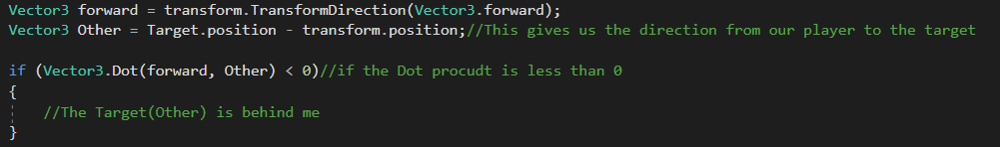 Vector3 forward = transform.TransformDirection(Vector3.forward);
Vector3 Other = Target.position - transform.position;//This gives us the direction from our player to the target
if (Vector3.Dot(forward, Other) < 0)//if the Dot procudt is less than 0
{
//The Target(Other) is behind me
}